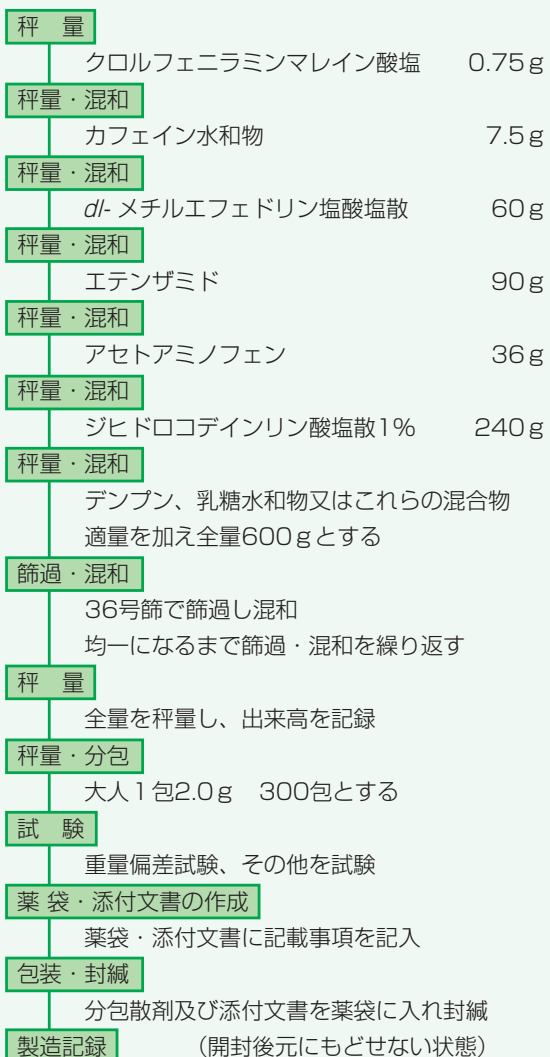 秤　量
クロルフェニラミンマレイン酸塩　0.75ｇ
秤量・混和
カフェイン水和物　7.5ｇ
秤量・混和
dl- メチルエフェドリン塩酸塩散　60ｇ
秤量・混和
エテンザミド　90ｇ
秤量・混和
アセトアミノフェン　36ｇ
秤量・混和
ジヒドロコデインリン酸塩散1％　240ｇ
秤量・混和
デンプン、乳糖水和物又はこれらの混合物
適量を加え全量600ｇとする
篩過・混和
36号篩で篩過し混和
均一になるまで篩過・混和を繰り返す
秤　量
全量を秤量し、出来高を記録
秤量・分包
大人１包2.0ｇ　300包とする
試　験
重量偏差試験、その他を試験
薬 袋・添付文書の作成
薬袋・添付文書に記載事項を記入
包装・封緘
分包散剤及び添付文書を薬袋に入れ封緘
製造記録　（開封後元にもどせない状態）